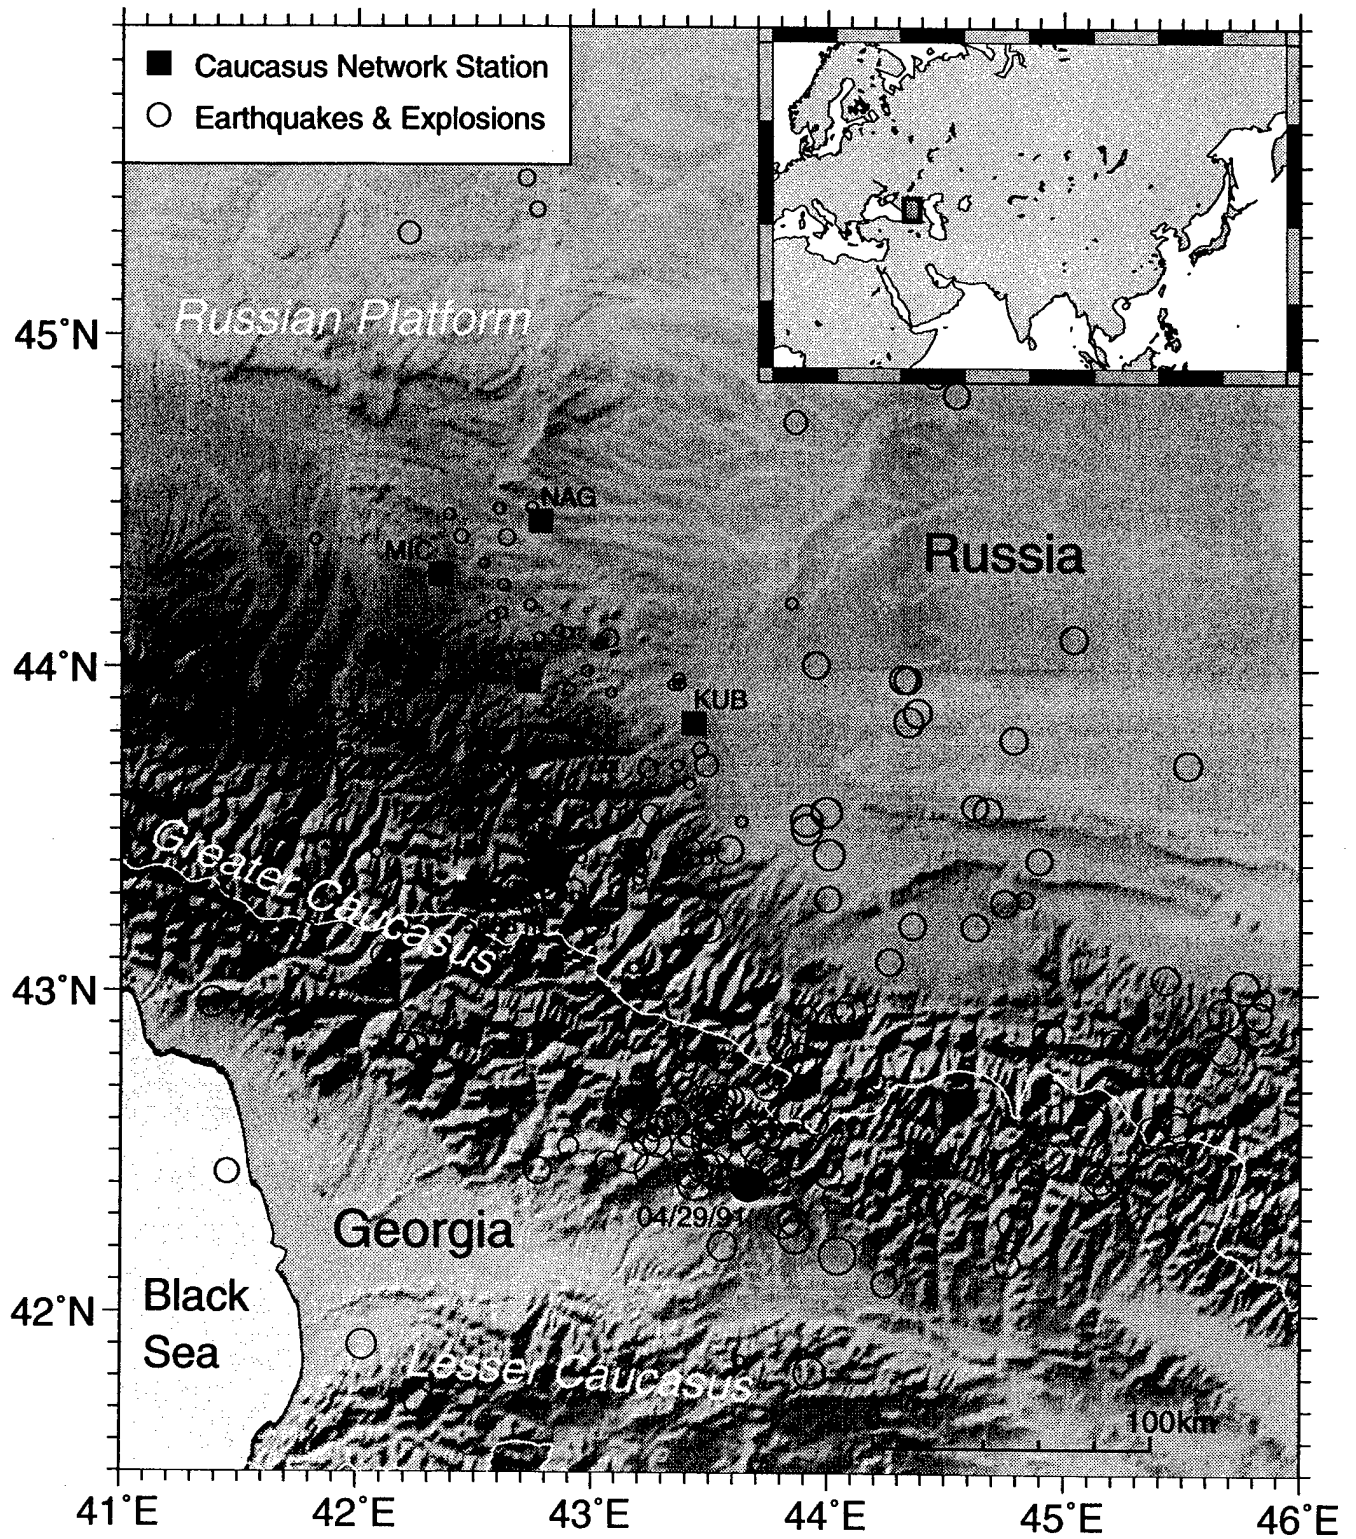 Caucasus Network Station
Earthquakes & Explosions
Russian Platform
45°N
NAG
MIC
Russia
44°N
KUB
Greater Caucasus
43°N
04/29/91
Georgia
Black
Sea
42°N
Lesser Caucasus
100km
41°E
42°E
43°E
44°E
45°E
46°E